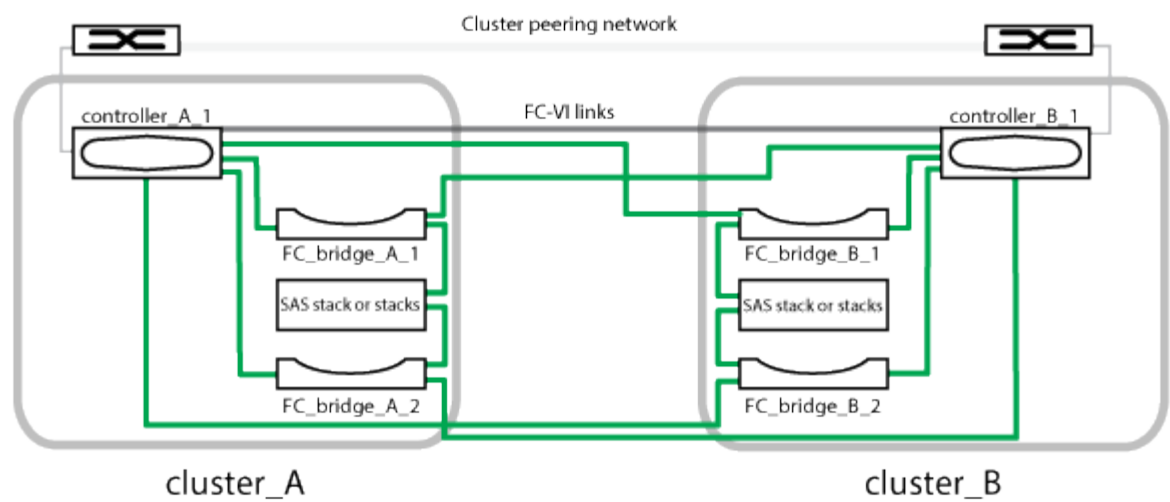 Cluster peering network
controller_A_1
FC-VI links
controller_B_1
FC_bridge_A_1
FC_bridge_B_1
SAS stack or stacks
SAS stack or stacks
FC_bridge_A_2
FC_bridge_B_2
cluster_A
cluster_B